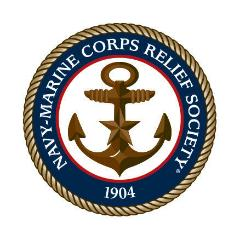 NAVY-MARINE CORPS RELIEF SOCIETY®
1904